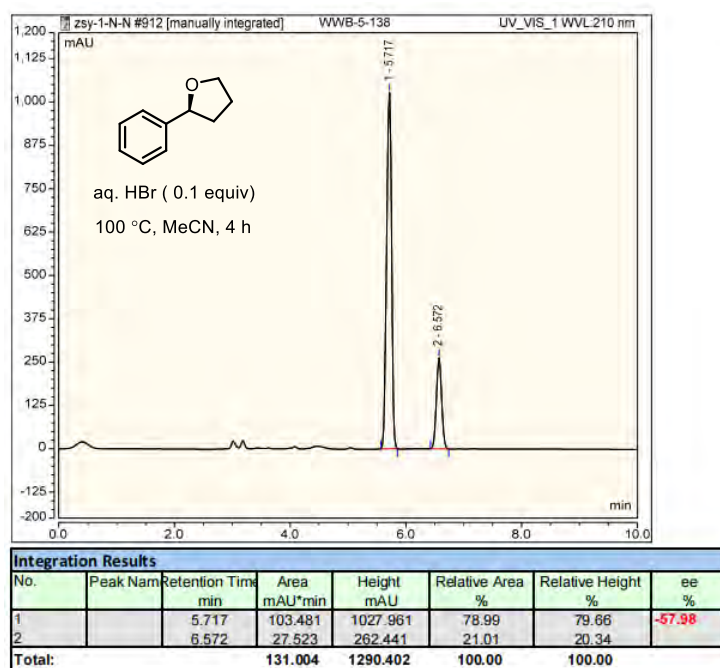 zsy-1-N-N #912 [manually integrated] WWB-5-138 UV_VIS_1 WVL:210 nm
1,200
mAU
1,125
1,000
875
750
625
500
375
250
125
0
-125
-200
1 - 5.717
2 - 6.572
O
aq. HBr ( 0.1 equiv)
100 °C, MeCN, 4 h
min
0.0 2.0 4.0 6.0 8.0 10.0
Integration Results
No. Peak Nam Retention Time Area Height Relative Area Relative Height ee
min mAU*min mAU % % %
1 5.717 103.481 1027.961 78.99 79.66 -57.98
2 6.572 27.523 262.441 21.01 20.34
Total: 131.004 1290.402 100.00 100.00